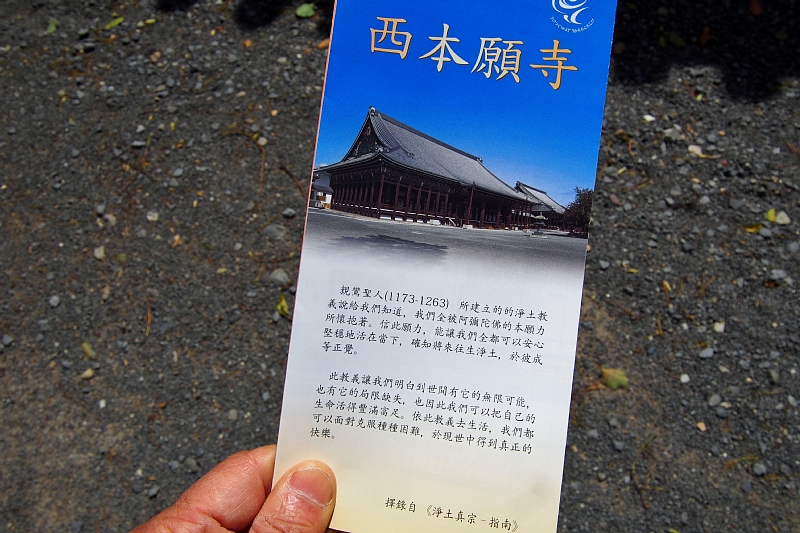 西本願寺
親鸞聖人(1173-1263) 所建立的的淨土教
義說給我們知道，我們全被阿彌陀佛的本願力
所懷抱著。信此願力，能讓我們全都可以安心
堅穩地活在當下，確知將來往生淨土，於彼成
等正覺。
此教義讓我們明白到世間有它的無限可能，
也有它的局限缺失，也因此我們可以把自己的
生命活得豐滿富足。依此教義去生活，我們都
可以面對克服種種困難，於現世中得到真正的
快樂。
擇錄自 《淨土真宗－指南》